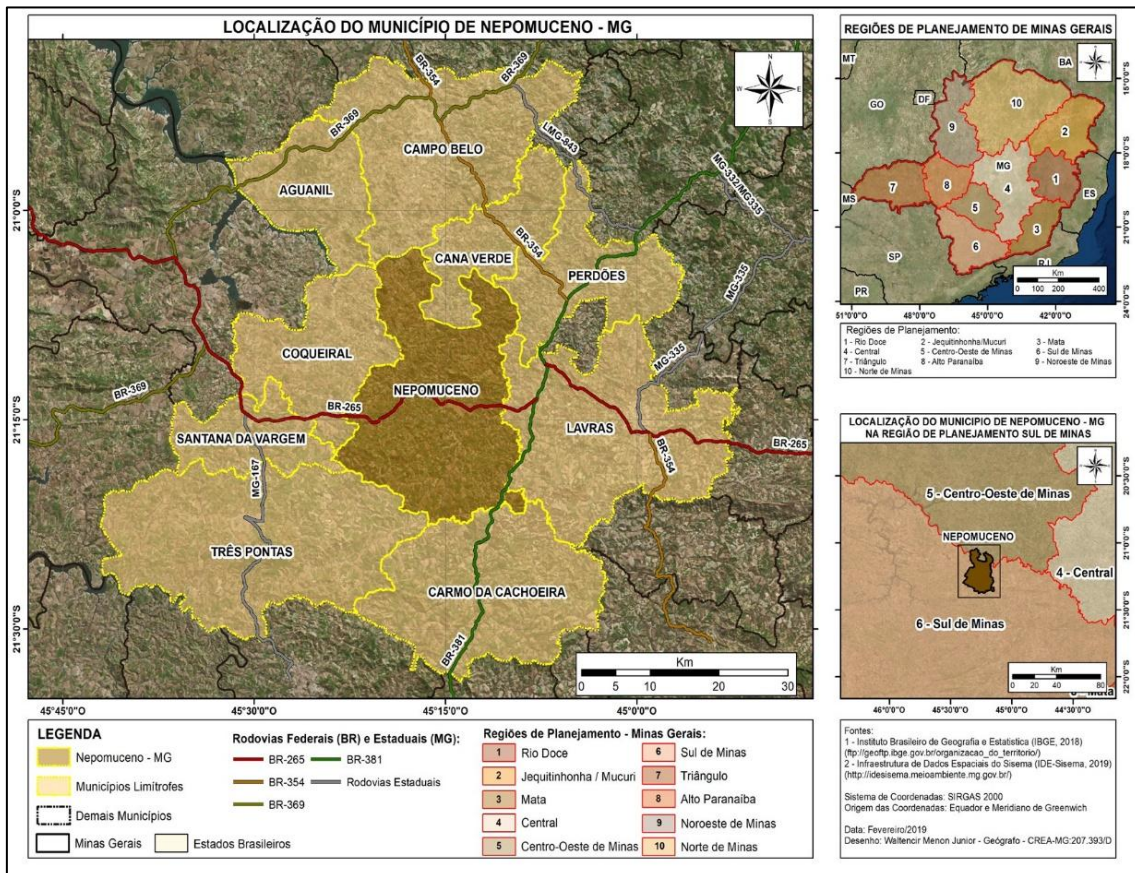 LOCALIZAÇÃO DO MUNICÍPIO DE NEPOMUCENO - MG
N
W
E
S
BR-354
BR-369
BR-369
LMG-843
CAMPO BELO
MG-332/MG335
AGUANIL
BR-354
CANA VERDE
PERDÕES
MG-335
COQUEIRAL
MG-335
BR-369
NEPOMUCENO
BR-265
SANTANA DA VARGEM
LAVRAS
BR-265
BR-354
MG-167
TRÊS PONTAS
CARMO DA CACHOEIRA
BR-381
Km
0 5 10 20 30
21°0'0"S
21°15'0"S
21°30'0"S
45°45'0"O 45°30'0"O 45°15'0"O 45°0'0"O
REGIÕES DE PLANEJAMENTO DE MINAS GERAIS
MT
BA
GO
DF
10
9
2
MG
7
8
4
1
ES
MS
5
3
6
SP
RJ
PR
Km
0 100 200 400
15°0'0"S
18°0'0"S
21°0'0"S
24°0'0"S
51°0'0"O 48°0'0"O 45°0'0"O 42°0'0"O
Regiões de Planejamento:
1 - Rio Doce 2 - Jequitinhonha/Mucuri 3 - Mata
4 - Central 5 - Centro-Oeste de Minas 6 - Sul de Minas
7 - Triângulo 8 - Alto Paranaíba 9 - Noroeste de Minas
10 - Norte de Minas
LOCALIZAÇÃO DO MUNICIPIO DE NEPOMUCENO - MG
NA REGIÃO DE PLANEJAMENTO SUL DE MINAS
5 - Centro-Oeste de Minas
NEPOMUCENO
4 - Central
6 - Sul de Minas
Km
0 20 40 80
20°30'0"S
21°0'0"S
21°30'0"S
22°0'0"S
46°0'0"O 45°30'0"O 45°0'0"O 44°30'0"O
LEGENDA
Nepomuceno - MG
Municípios Limítrofes
Demais Municípios
Minas Gerais Estados Brasileiros
Rodovias Federais (BR) e Estaduais (MG):
BR-265 BR-381
BR-354 Rodovias Estaduais
BR-369
Regiões de Planejamento - Minas Gerais:
1 Rio Doce 6 Sul de Minas
2 Jequitinhonha / Mucuri 7 Triângulo
3 Mata 8 Alto Paranaíba
4 Central 9 Noroeste de Minas
5 Centro-Oeste de Minas 10 Norte de Minas
Fontes:
1 - Instituto Brasileiro de Geografia e Estatistica (IBGE, 2018)
(ftp://geoftp.ibge.gov.br/organizacao_do_territorio/)
2 - Infraestrutura de Dados Espaciais do Sisema (IDE-Sisema, 2019)
(http://idesisema.meioambiente.mg.gov.br/)
Sistema de Coordenadas: SIRGAS 2000
Origem das Coordenadas: Equador e Meridiano de Greenwich
Data: Fevereiro/2019
Desenho: Waltencir Menon Junior - Geógrafo - CREA-MG:207.393/D